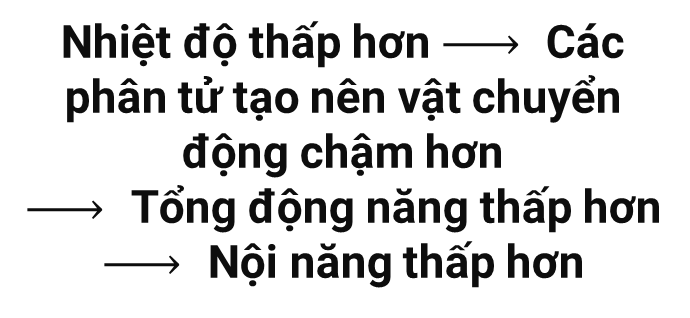 Nhiệt độ thấp hơn ⟶ Các
phân tử tạo nên vật chuyển
động chậm hơn
⟶ Tổng động năng thấp hơn
⟶ Nội năng thấp hơn